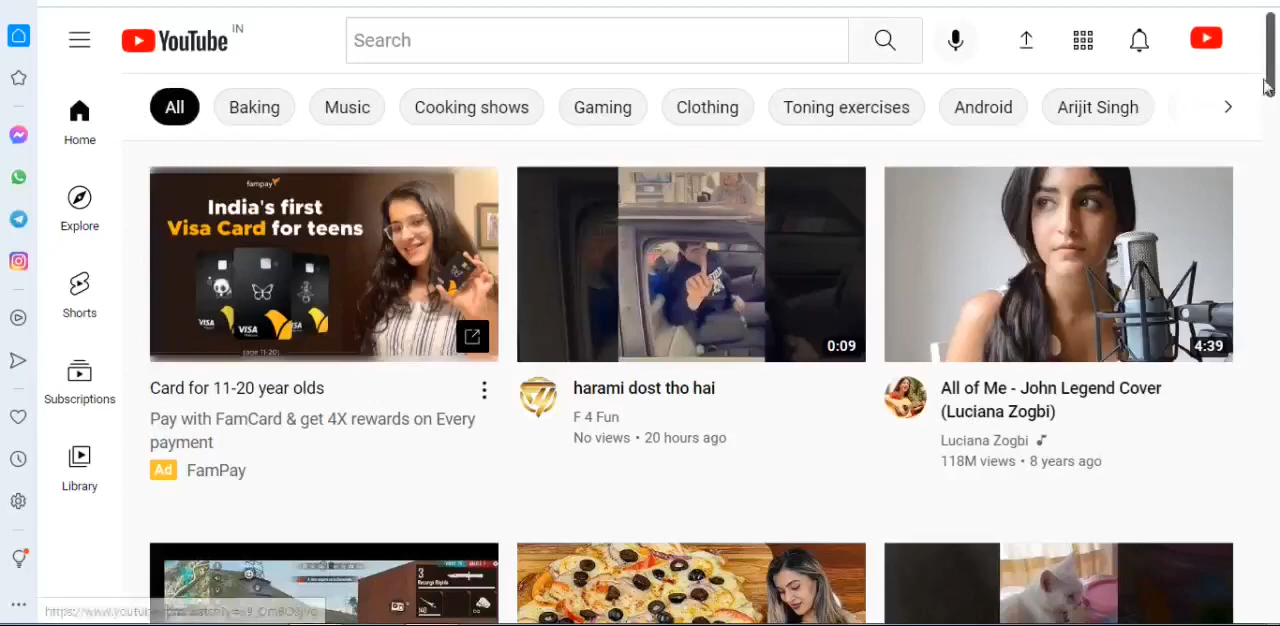 YouTube IN
Search
All
Baking
Music
Cooking shows
Gaming
Clothing
Toning exercises
Android
Arijit Singh
Home
Explore
Shorts
Subscriptions
Library
fampay
India's first
Visa Card for teens
VISA
VISA
VISA
0:09
4:39
Card for 11-20 year olds
Pay with FamCard & get 4X rewards on Every
payment
Ad FamPay
harami dost tho hai
F 4 Fun
No views • 20 hours ago
All of Me - John Legend Cover
(Luciana Zogbi)
Luciana Zogbi
118M views • 8 years ago